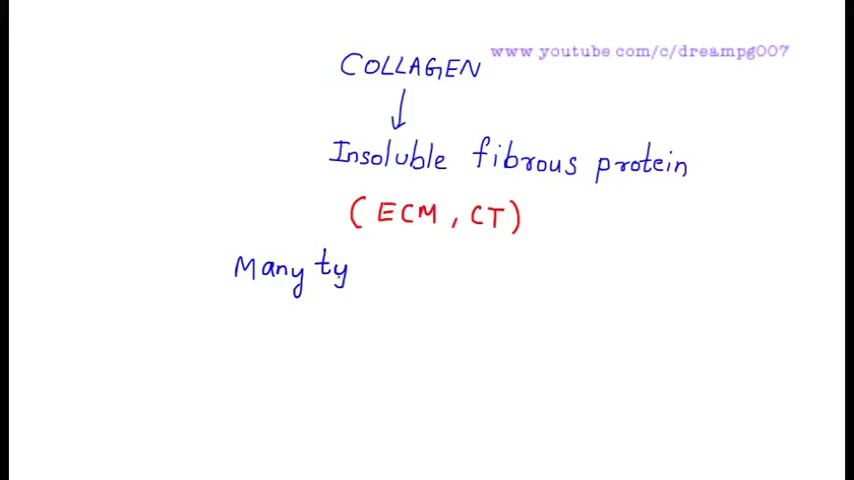 www.youtube.com/c/dreampg007
COLLAGEN
Insoluble fibrous protein
(ECM, CT)
Many ty